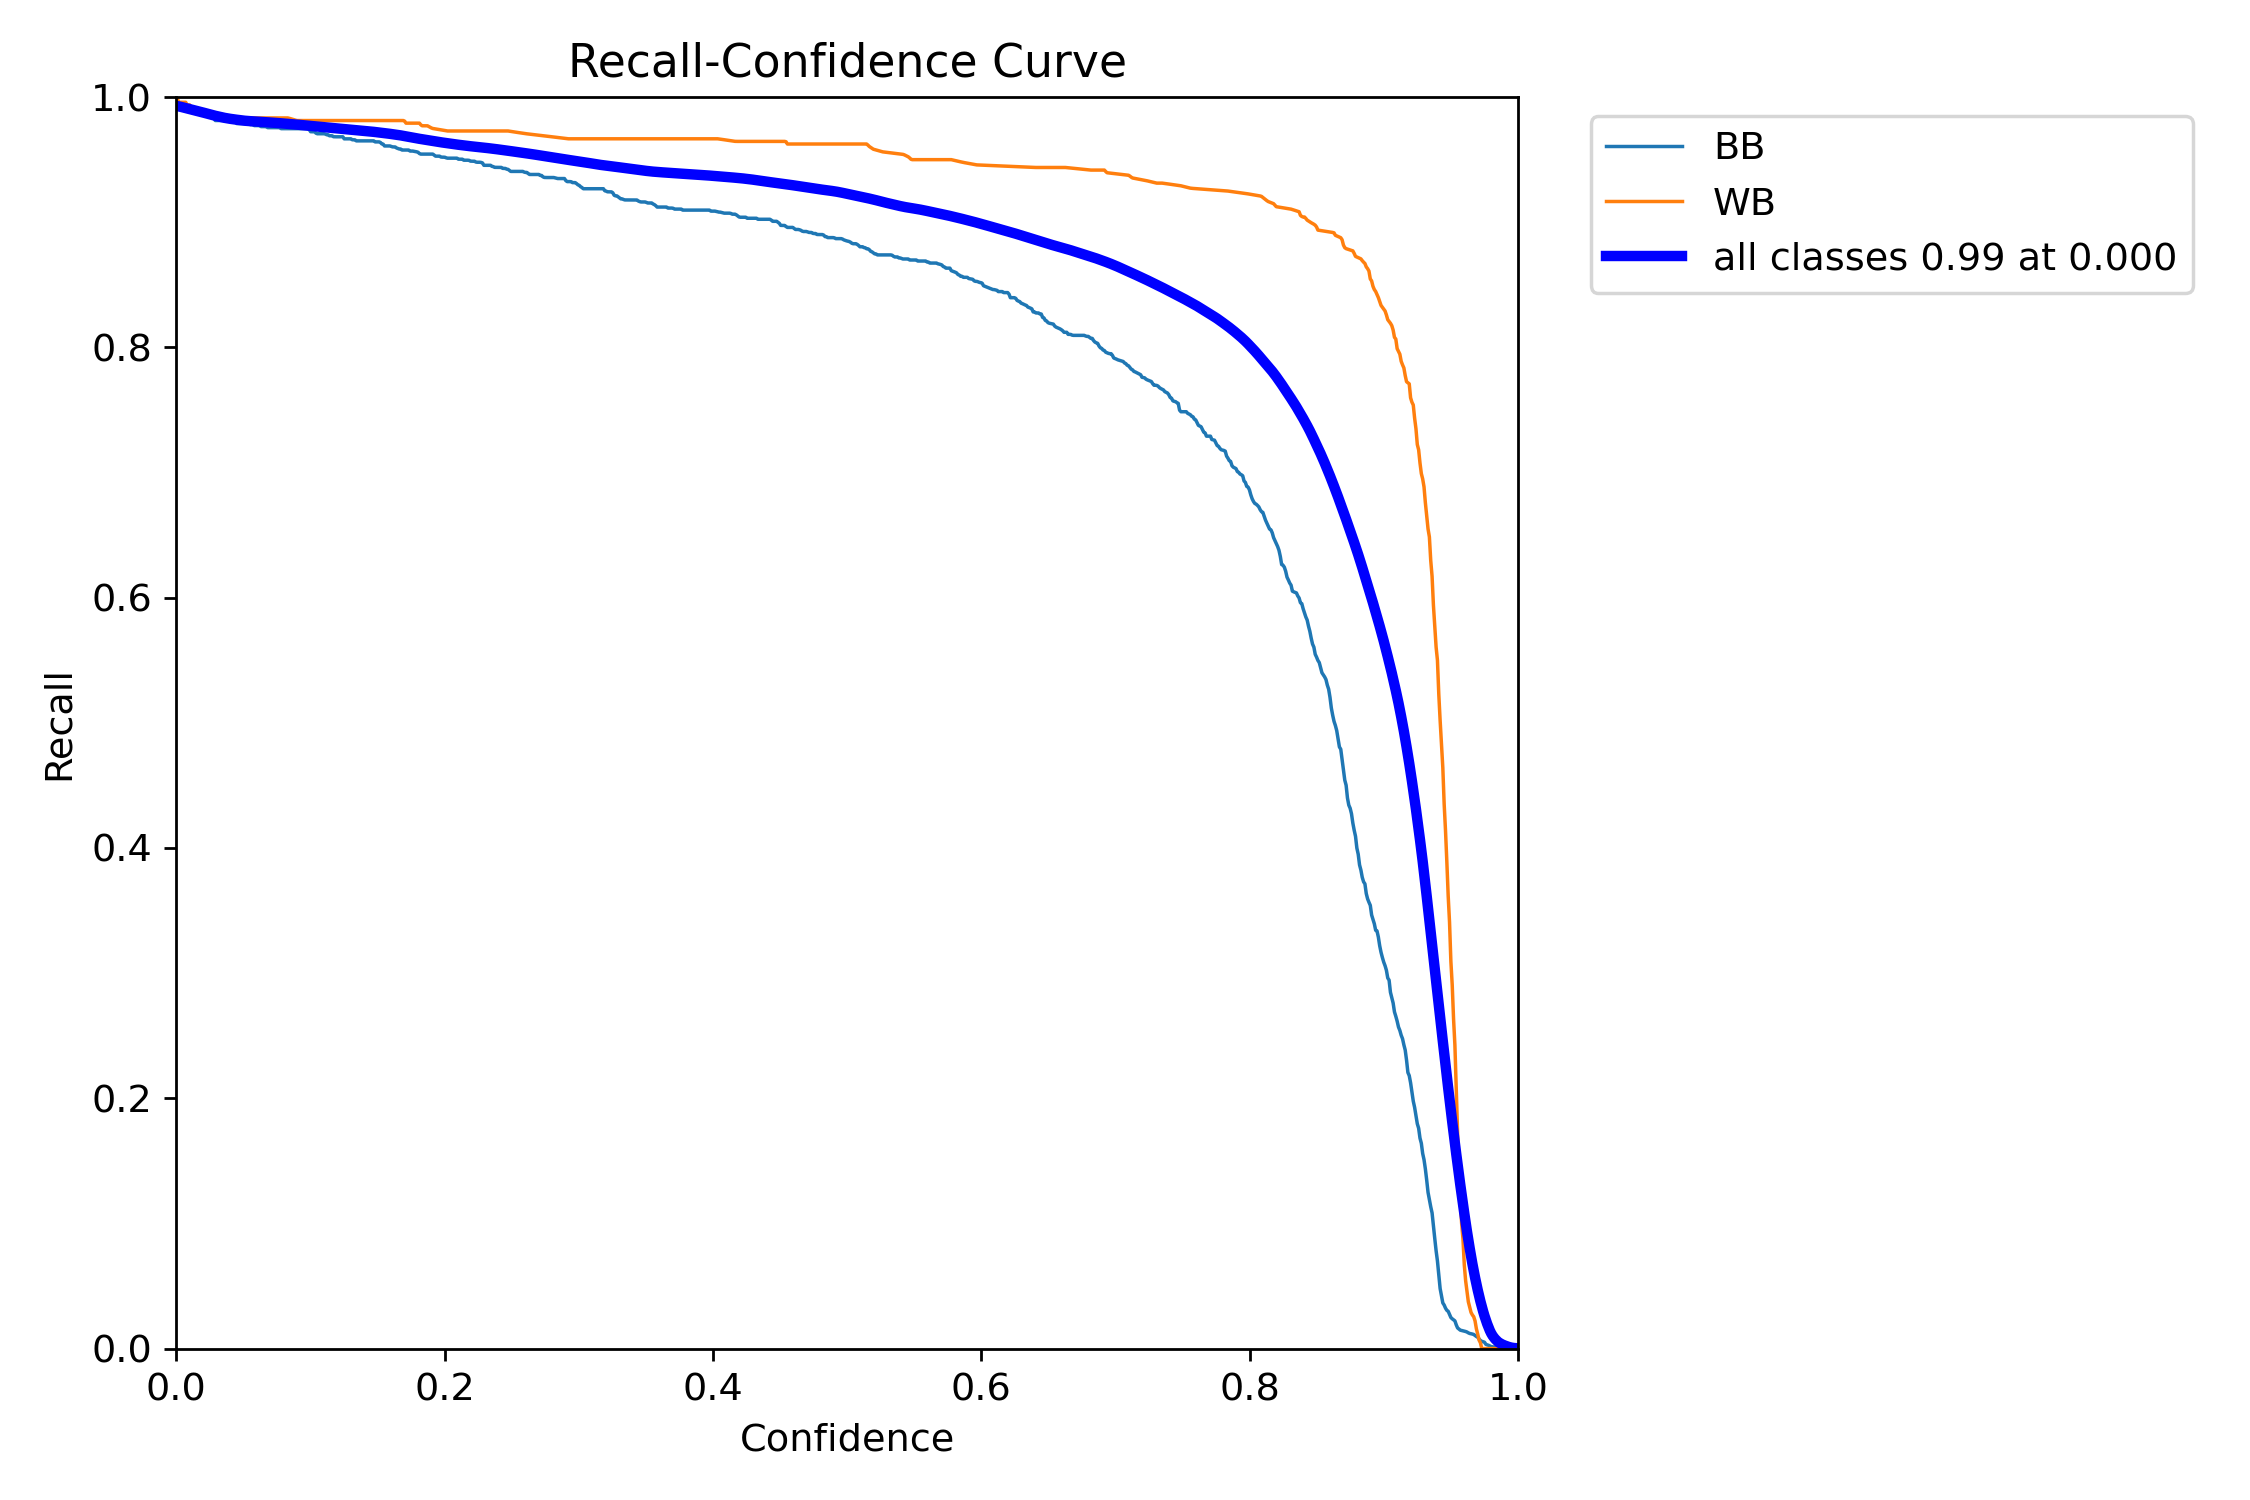 Recall-Confidence Curve
1.0
0.8
0.6
0.4
0.2
0.0
Recall
0.0 0.2 0.4 0.6 0.8 1.0
Confidence
BB
WB
all classes 0.99 at 0.000